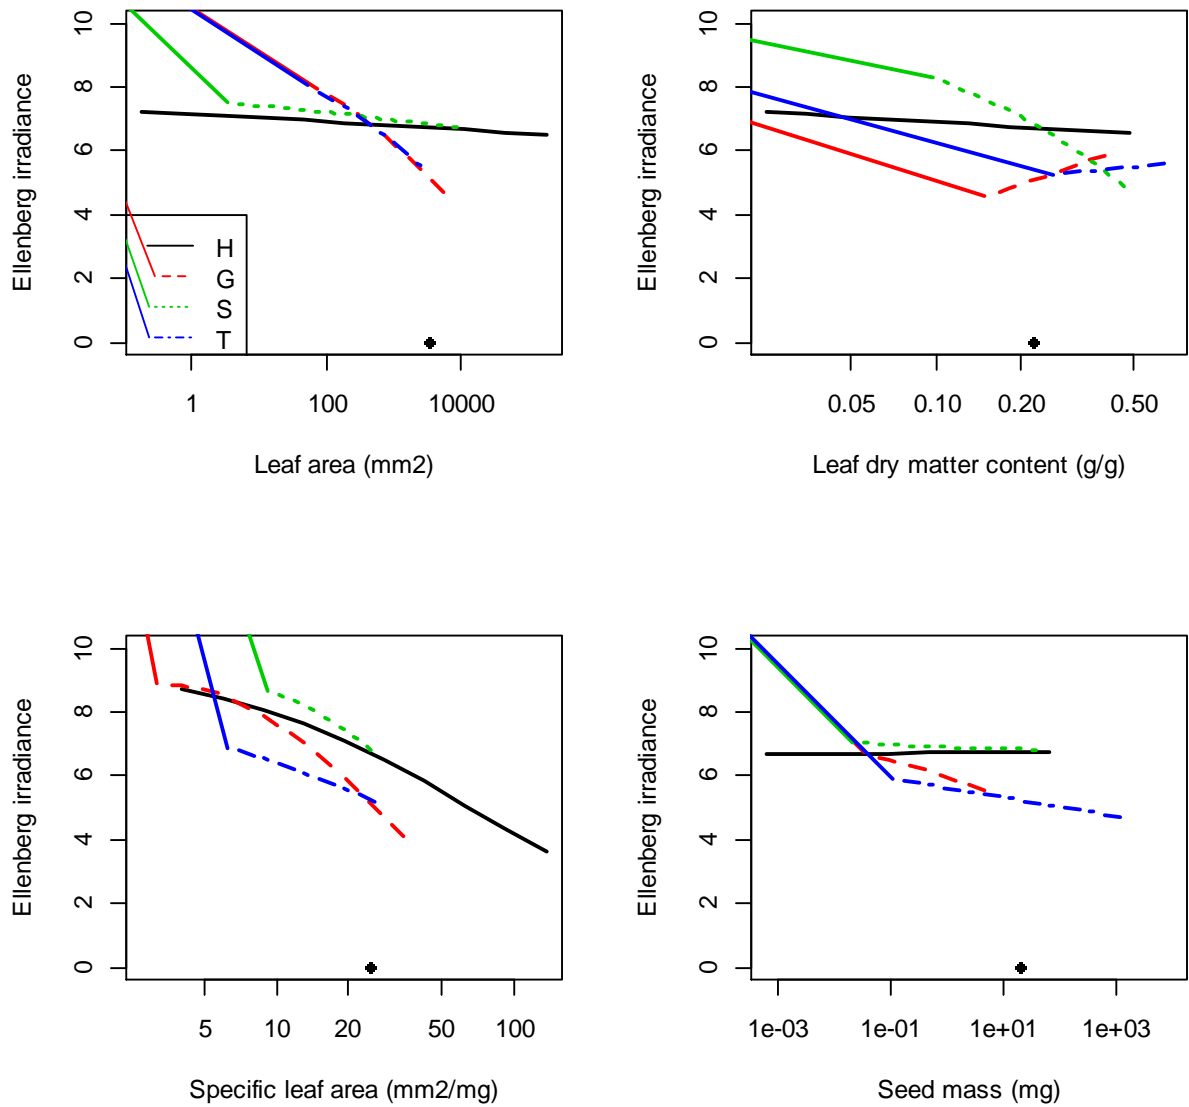 Ellenberg irradiance
10
8
6
4
2
0
H
G
S
T
1
100
10000
Leaf area (mm2)
Ellenberg irradiance
10
8
6
4
2
0
0.05
0.10
0.20
0.50
Leaf dry matter content (g/g)
Ellenberg irradiance
10
8
6
4
2
0
5
10
20
50
100
Specific leaf area (mm2/mg)
Ellenberg irradiance
10
8
6
4
2
0
1e-03
1e-01
1e+01
1e+03
Seed mass (mg)